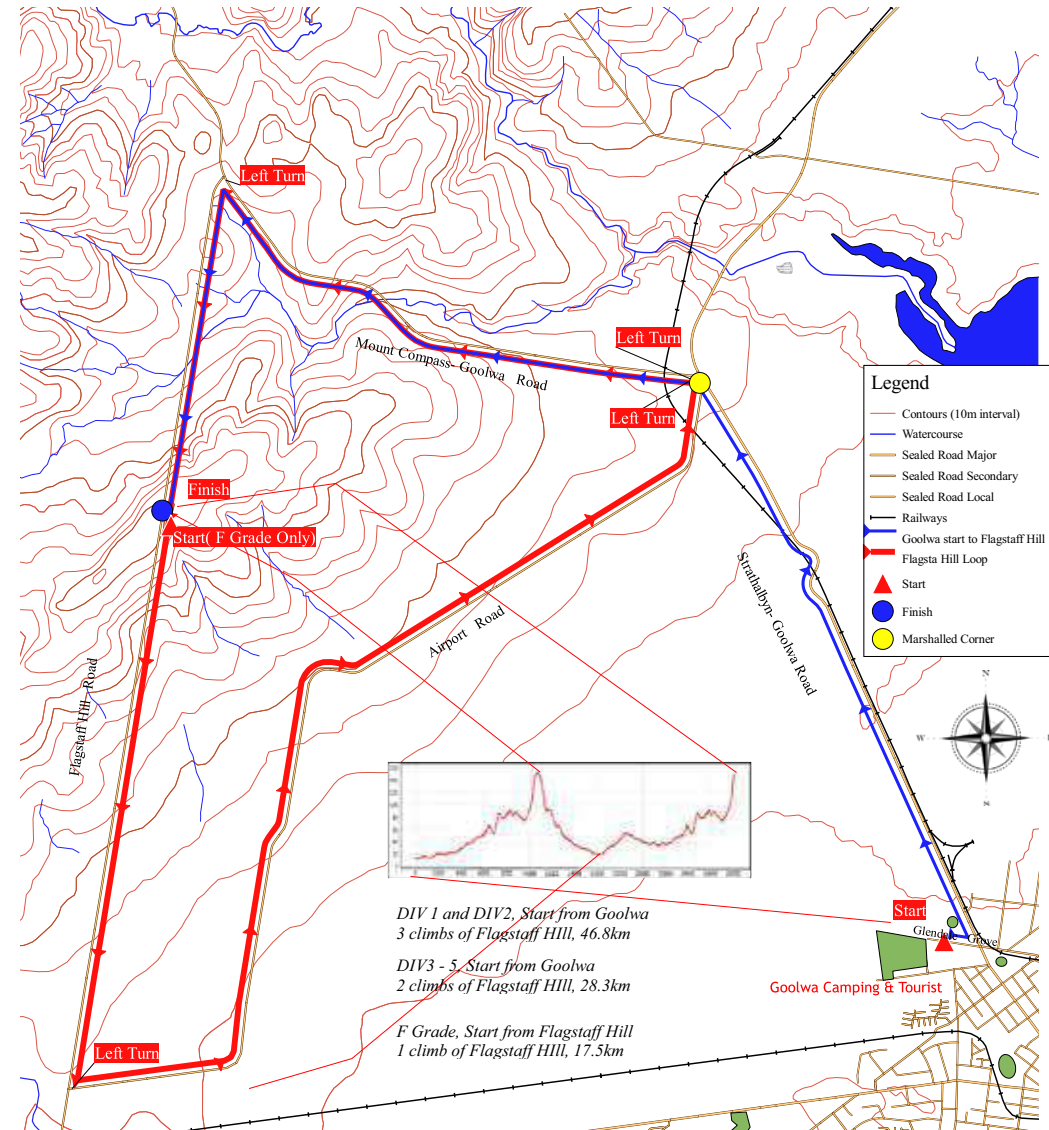 Left Turn
Left Turn
Mount Compass- Goolwa Road
Left Turn
Legend
Contours (10m interval)
Watercourse
Sealed Road Major
Sealed Road Secondary
Sealed Road Local
Railways
Goolwa start to Flagstaff Hill
Flagsta Hill Loop
Start
Finish
Marshalled Corner
Finish
Start( F Grade Only)
Strathalbyn- Goolwa Road
Airport Road
Flagstaff Hill Road
N
W
N
DIV 1 and DIV2, Start from Goolwa
3 climbs of Flagstaff HIll, 46.8km
DIV3 - 5, Start from Goolwa
2 climbs of Flagstaff HIll, 28.3km
F Grade, Start from Flagstaff Hill
1 climb of Flagstaff HIll, 17.5km
Start
Glendale Grove
Goolwa Camping & Tourist
Left Turn